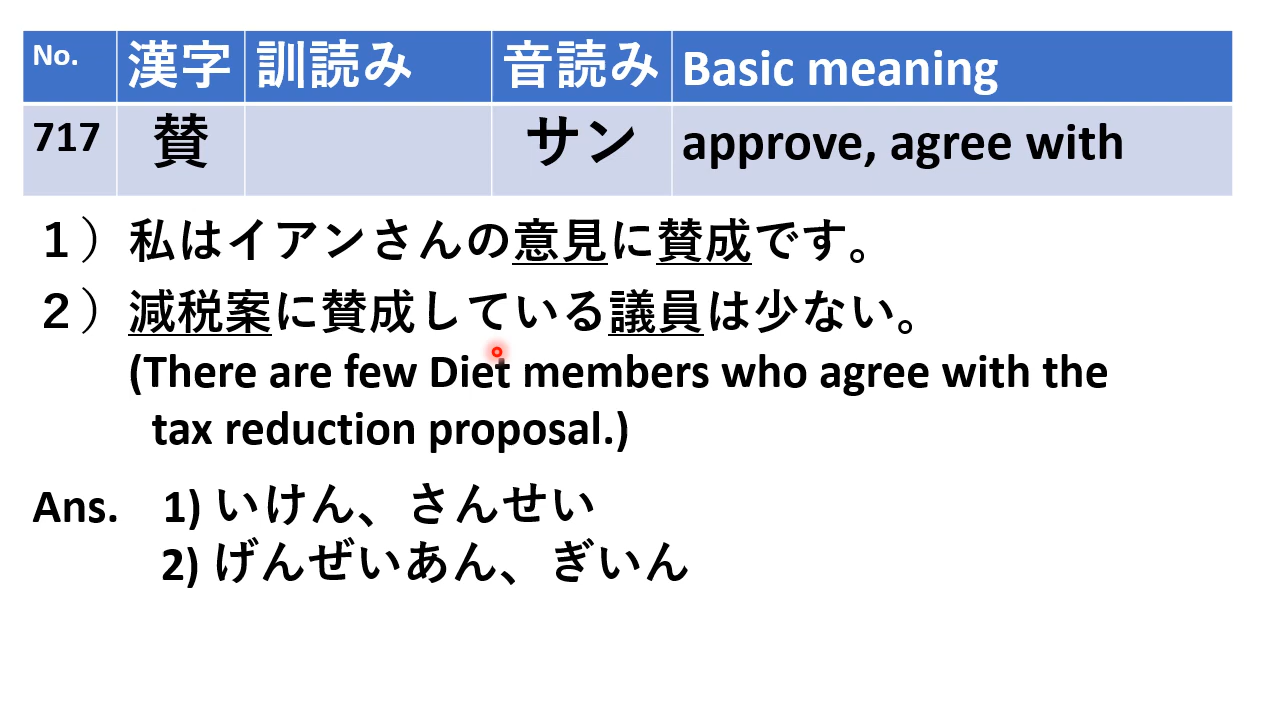 No. 漢字 訓読み 音読み Basic meaning
717 賛 サン approve, agree with
１）私はイアンさんの意見に賛成です。
２）減税案に賛成している議員は少ない。
(There are few Diet members who agree with the
tax reduction proposal.)
Ans. 1) いけん、さんせい
2) げんぜいあん、ぎいん